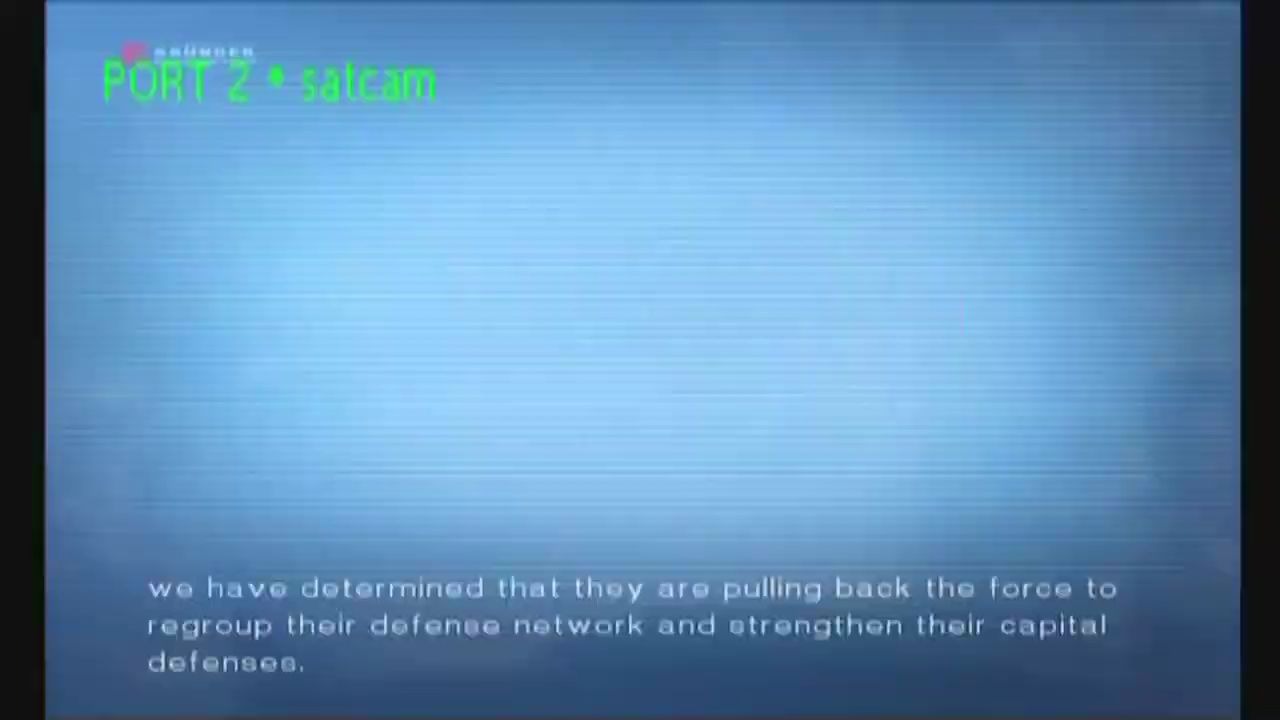 PORT 2 • satcam
we have determined that they are pulling back the force to
regroup their defense network and strengthen their capital
defenses.